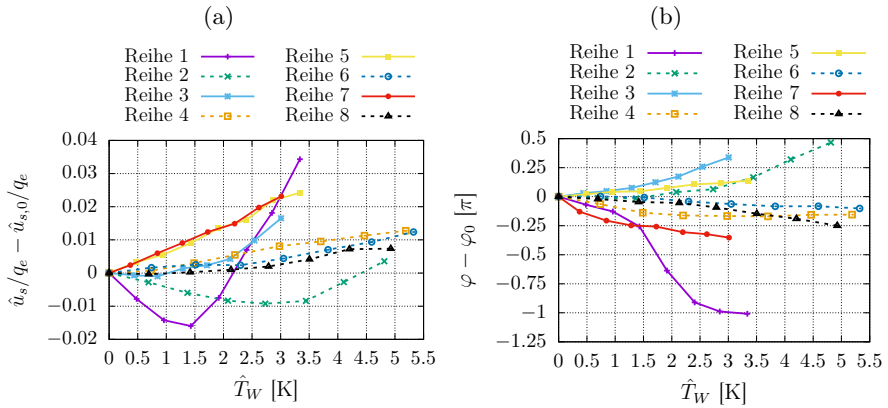 (a)
Reihe 1 Reihe 5
Reihe 2 Reihe 6
Reihe 3 Reihe 7
Reihe 4 Reihe 8
0.04
0.03
0.02
0.01
0
−0.01
−0.02
û_s/q_e − û_{s,0}/q_e
0 0.5 1 1.5 2 2.5 3 3.5 4 4.5 5 5.5
T̂_W [K]
(b)
Reihe 1 Reihe 5
Reihe 2 Reihe 6
Reihe 3 Reihe 7
Reihe 4 Reihe 8
0.5
0.25
0
−0.25
−0.5
−0.75
−1
−1.25
φ − φ_0 [π]
0 0.5 1 1.5 2 2.5 3 3.5 4 4.5 5 5.5
T̂_W [K]